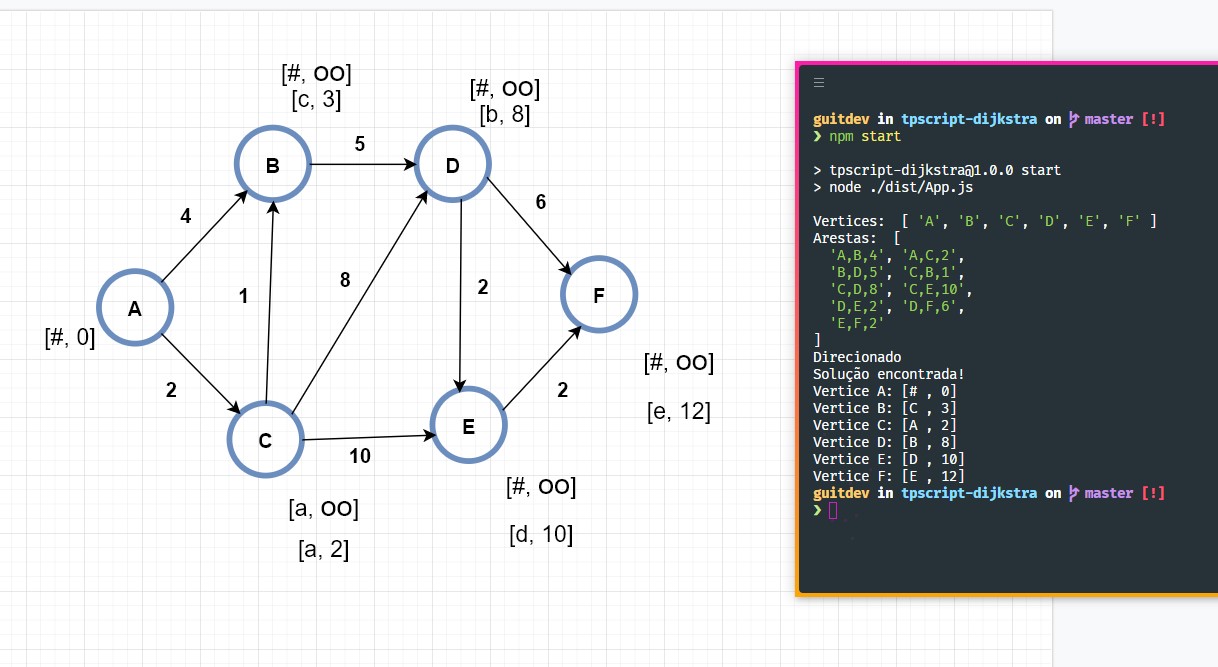 [#, OO]
[c, 3]
[#, OO]
[b, 8]
B
5
D
4
6
A
1
8
2
F
[#, 0]
[#, OO]
2
2
[e, 12]
C
10
E
[a, OO]
[a, 2]
[#, OO]
[d, 10]
☰
guitdev in tpscript-dijkstra on master [!]
❯ npm start
> tpscript-dijkstra@1.0.0 start
> node ./dist/App.js
Vertices:  [ 'A', 'B', 'C', 'D', 'E', 'F' ]
Arestas:  [
'A,B,4', 'A,C,2',
'B,D,5', 'C,B,1',
'C,D,8', 'C,E,10',
'D,E,2', 'D,F,6',
'E,F,2'
]
Direcionado
Solução encontrada!
Vertice A: [# , 0]
Vertice B: [C , 3]
Vertice C: [A , 2]
Vertice D: [B , 8]
Vertice E: [D , 10]
Vertice F: [E , 12]
guitdev in tpscript-dijkstra on master [!]
❯